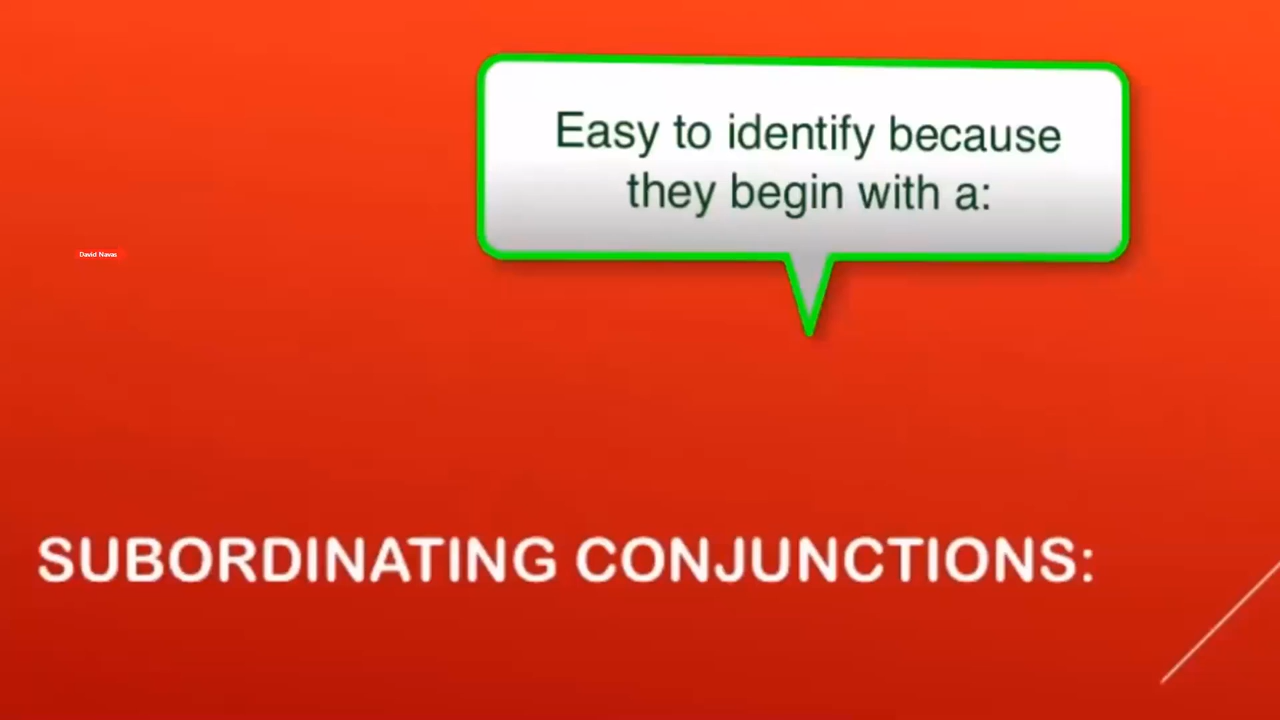 Easy to identify because
they begin with a:
David Navas
SUBORDINATING CONJUNCTIONS: